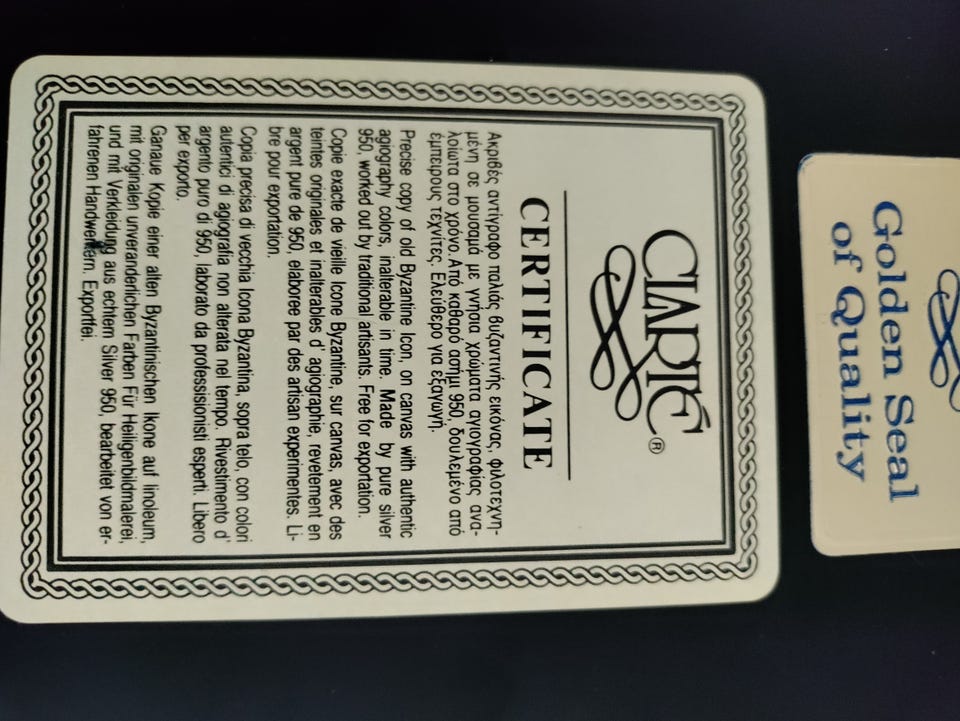 Golden Seal
of Quality
CLARTÉ®
CERTIFICATE
Ακριβές αντίγραφο παλιάς βυζαντινής εικόνας, φιλοτεχνη-
μένη σε μουσαμά με γνήσια χρώματα αγιογραφίας ανα-
λοίωτα στο χρόνο. Από καθαρό ασήμι 950, δουλεμένο από
έμπειρους τεχνίτες. Ελεύθερο για εξαγωγή.
Precise copy of old Byzantine Icon, on canvas with authentic
agiography colors, inalterable in time. Made by pure silver
950, worked out by traditional artisants. Free for exportation.
Copie exacte de vieille Icone Byzantine, sur canvas, avec des
teintes originales et inalterables d' agiographie, revetement en
argent pure de 950, elaboree par des artisan experimentes. Li-
bre pour exportation.
Copia precisa di vecchia Icona Byzantina, sopra telo, con colori
autentici di agiografia non alterata nel tempo. Rivestimento d'
argento puro di 950, laborato da professisionisti esperti. Libero
per exporto.
Ganaue Kopie einer alten Byzantinischen Ikone auf linoleum,
mit originalen unveranderlichen Farben Für Heiligenbildmalerei,
und mit Verkleidung aus echtem Silver 950, bearbeitet von er-
fahrenen Handwerkern. Exportfei.